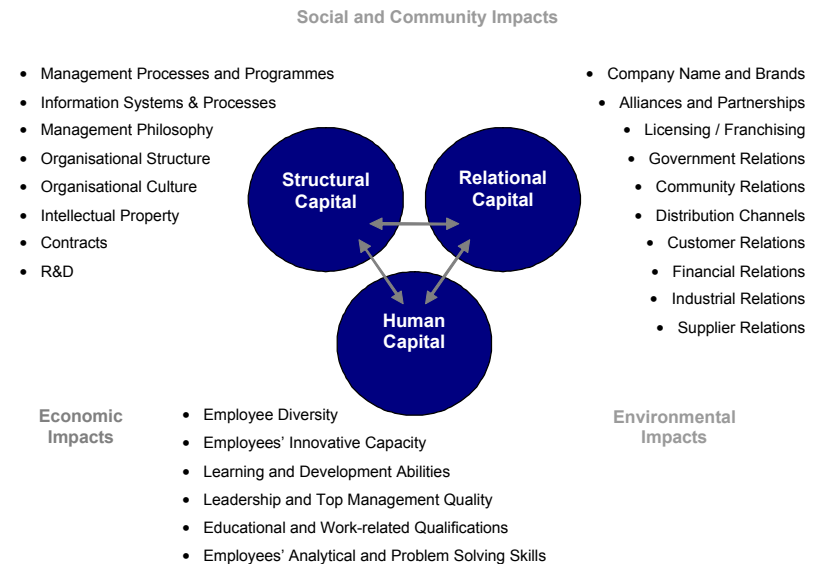 Social and Community Impacts
• Management Processes and Programmes
• Information Systems & Processes
• Management Philosophy
• Organisational Structure
• Organisational Culture
• Intellectual Property
• Contracts
• R&D
Structural
Capital
Relational
Capital
Human
Capital
• Company Name and Brands
• Alliances and Partnerships
• Licensing / Franchising
• Government Relations
• Community Relations
• Distribution Channels
• Customer Relations
• Financial Relations
• Industrial Relations
• Supplier Relations
Economic
Impacts
• Employee Diversity
• Employees’ Innovative Capacity
• Learning and Development Abilities
• Leadership and Top Management Quality
• Educational and Work-related Qualifications
• Employees’ Analytical and Problem Solving Skills
Environmental
Impacts